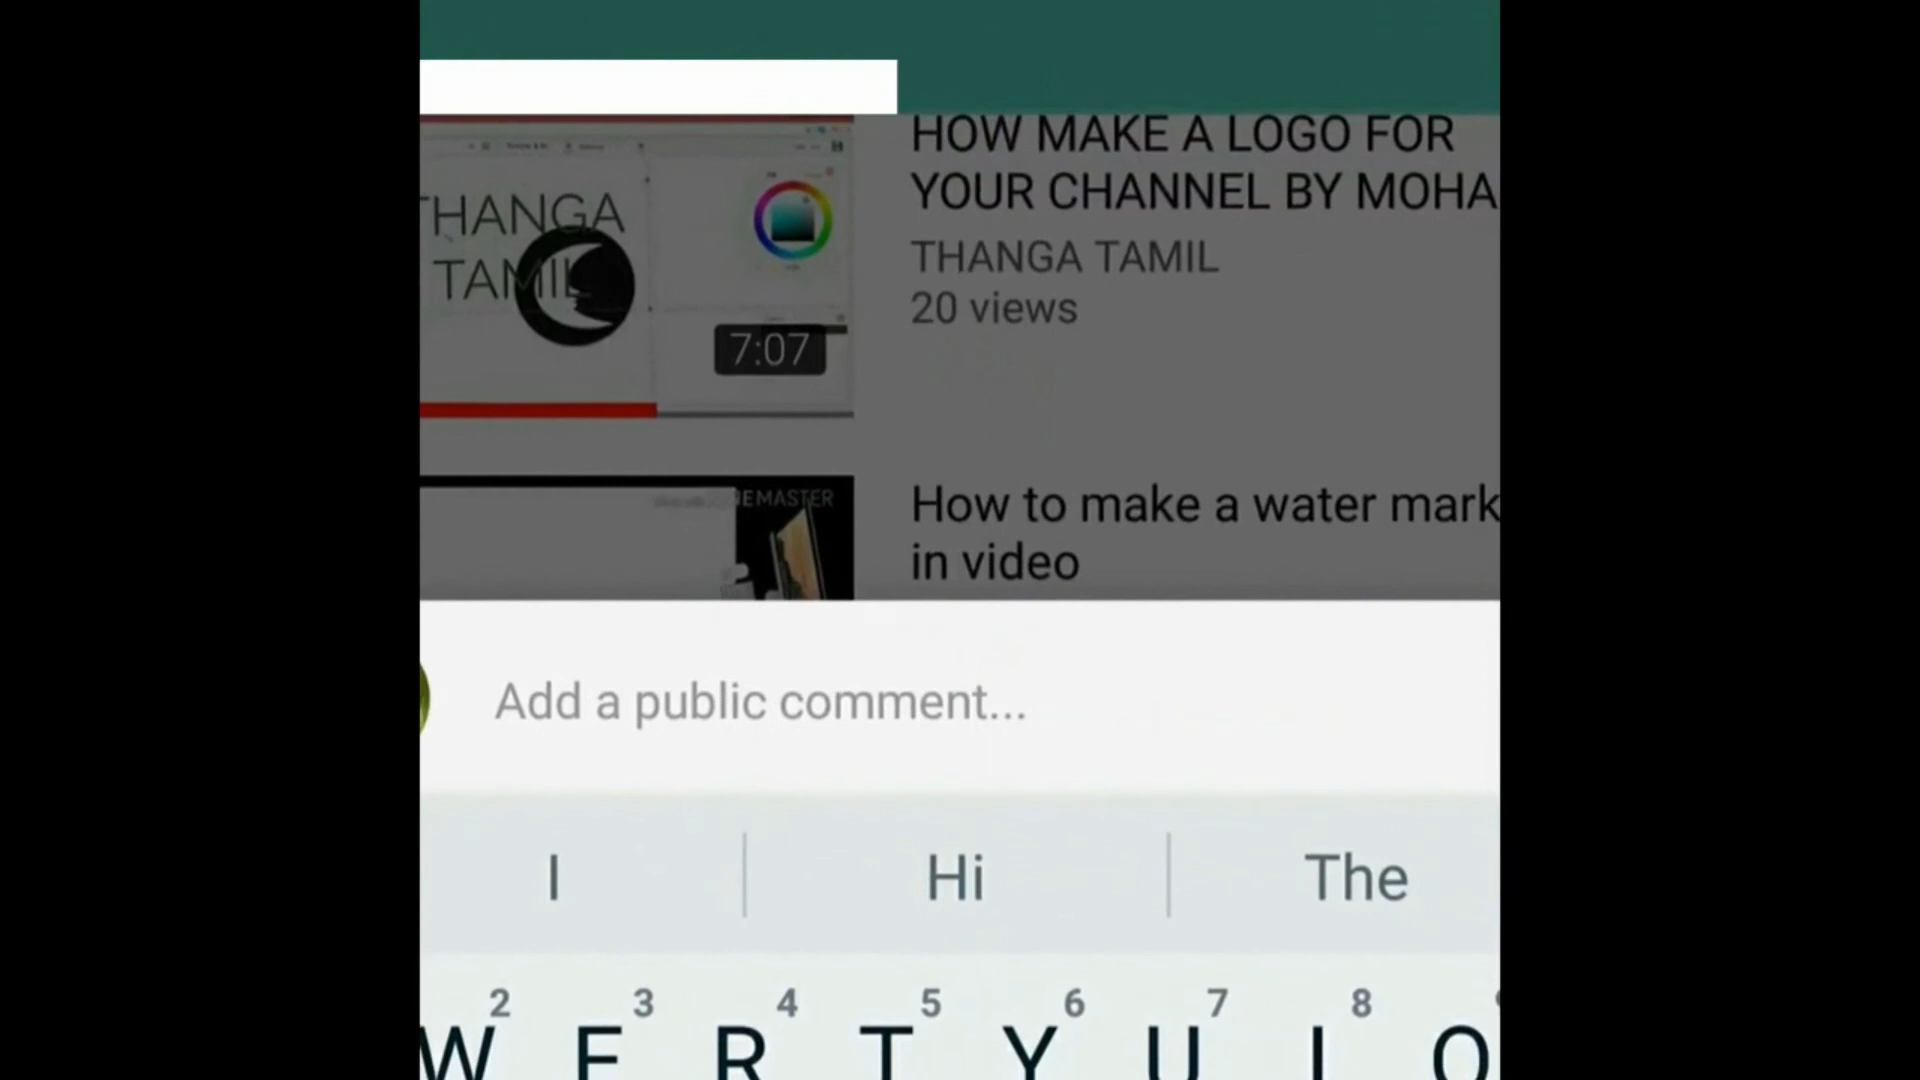 HOW MAKE A LOGO FOR
YOUR CHANNEL BY MOHA
THANGA TAMIL
20 views
THANGA
TAMIL
7:07
How to make a water mark
in video
Add a public comment...
I Hi The
2 3 4 5 6 7 8
W E R T Y U I O